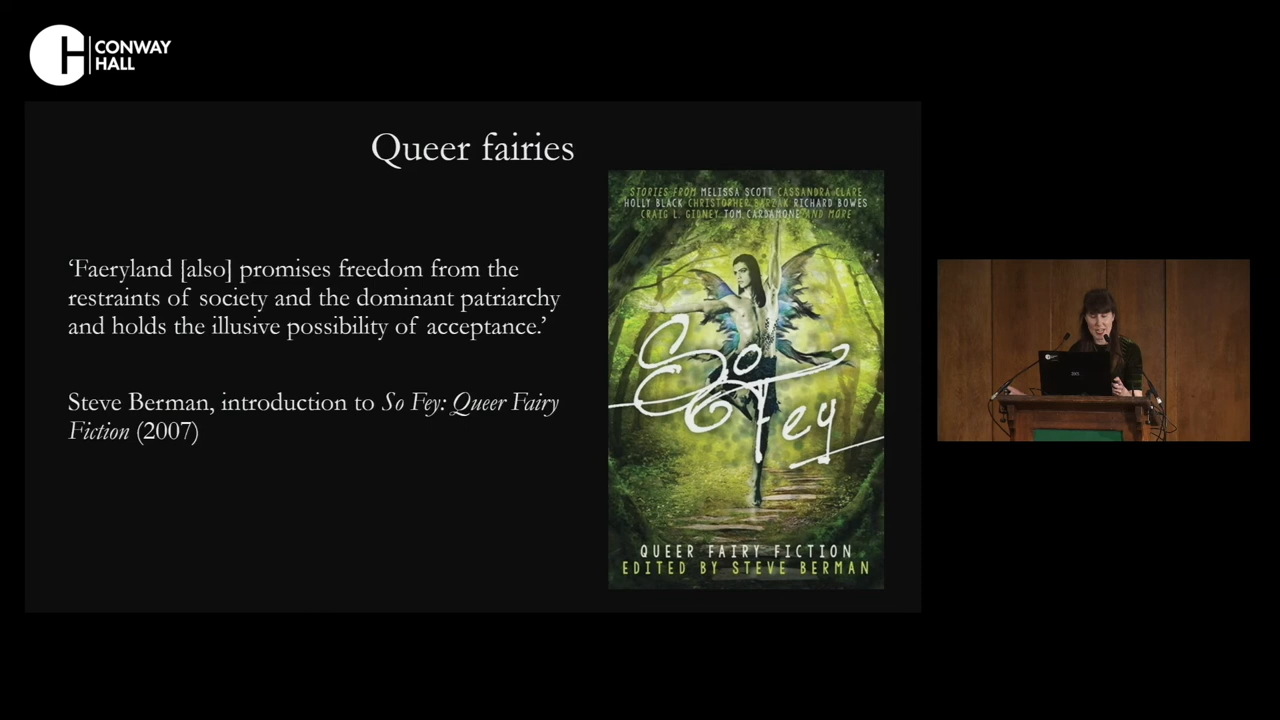 CONWAY
HALL
Queer fairies
‘Faeryland [also] promises freedom from the
restraints of society and the dominant patriarchy
and holds the illusive possibility of acceptance.’
Steve Berman, introduction to So Fey: Queer Fairy
Fiction (2007)
STORIES FROM MELISSA SCOTT CASSANDRA CLARE
HOLLY BLACK CHRISTOPHER BARZAK RICHARD BOWES
CRAIG L. GIDNEY TOM CARDAMONE AND MORE
So
Fey
QUEER FAIRY FICTION
EDITED BY STEVE BERMAN